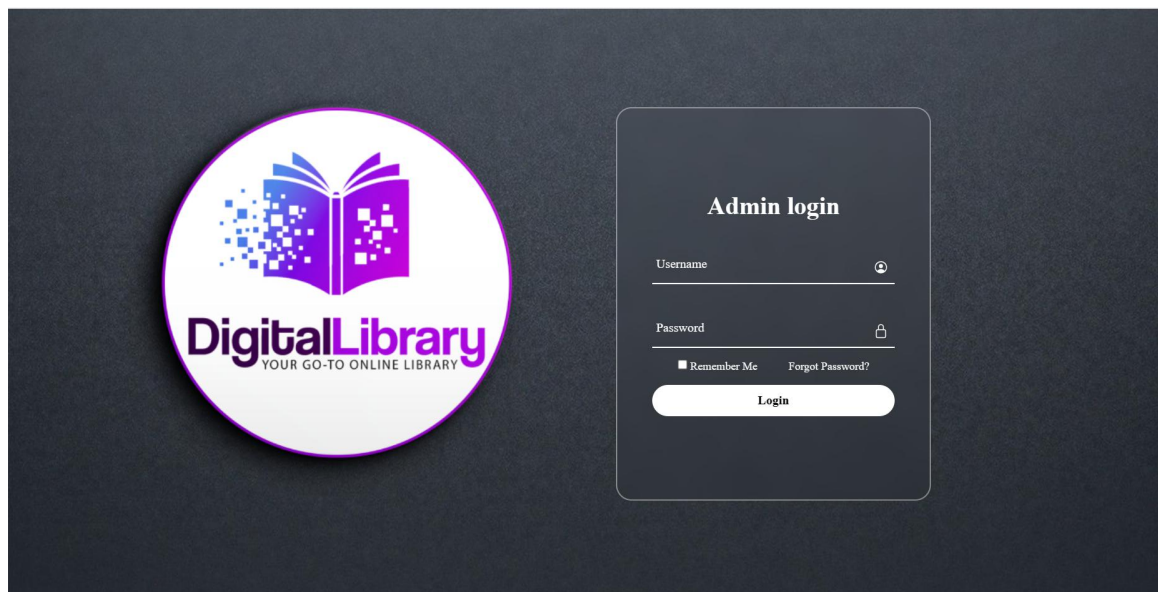 DigitalLibrary
YOUR GO-TO ONLINE LIBRARY
Admin login
Username
Password
Remember Me Forgot Password?
Login